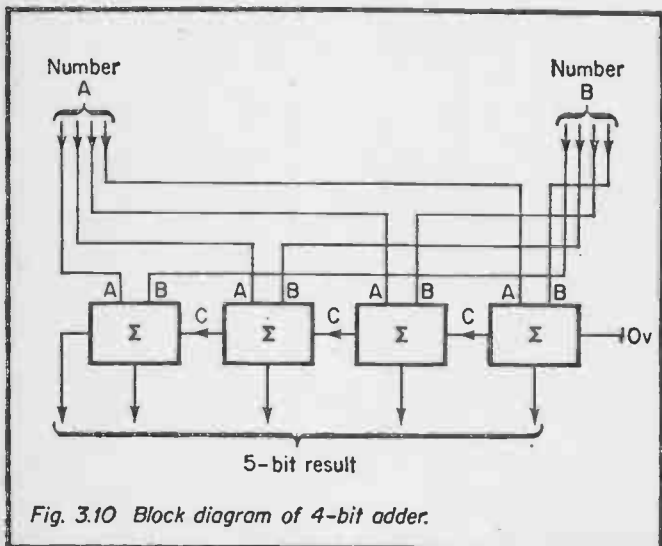 Number
A
Number
B
A B A B A B A B
Σ C Σ C Σ C Σ 0v
5-bit result
Fig. 3.10 Block diagram of 4-bit adder.